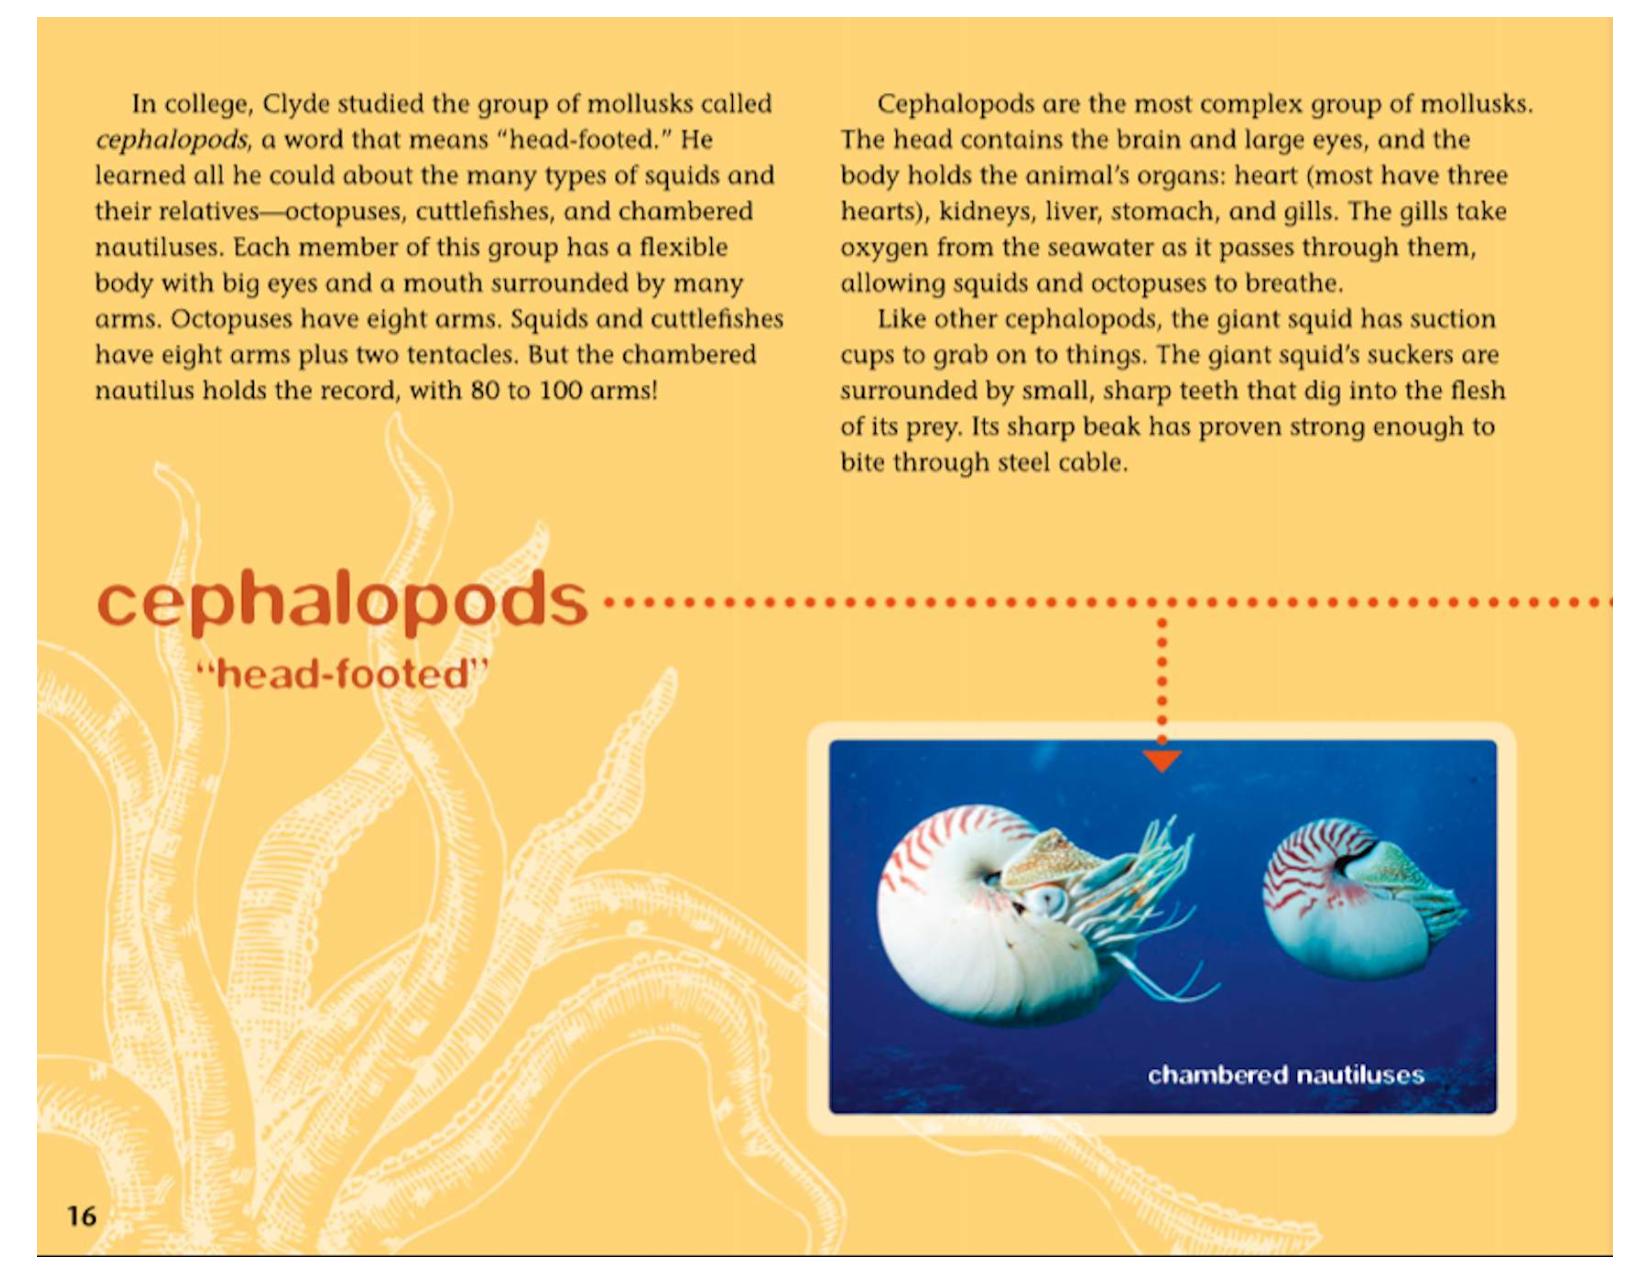 In college, Clyde studied the group of mollusks called
cephalopods, a word that means “head-footed.” He
learned all he could about the many types of squids and
their relatives—octopuses, cuttlefishes, and chambered
nautiluses. Each member of this group has a flexible
body with big eyes and a mouth surrounded by many
arms. Octopuses have eight arms. Squids and cuttlefishes
have eight arms plus two tentacles. But the chambered
nautilus holds the record, with 80 to 100 arms!
Cephalopods are the most complex group of mollusks.
The head contains the brain and large eyes, and the
body holds the animal’s organs: heart (most have three
hearts), kidneys, liver, stomach, and gills. The gills take
oxygen from the seawater as it passes through them,
allowing squids and octopuses to breathe.
Like other cephalopods, the giant squid has suction
cups to grab on to things. The giant squid’s suckers are
surrounded by small, sharp teeth that dig into the flesh
of its prey. Its sharp beak has proven strong enough to
bite through steel cable.
cephalopods
“head-footed”
chambered nautiluses
16